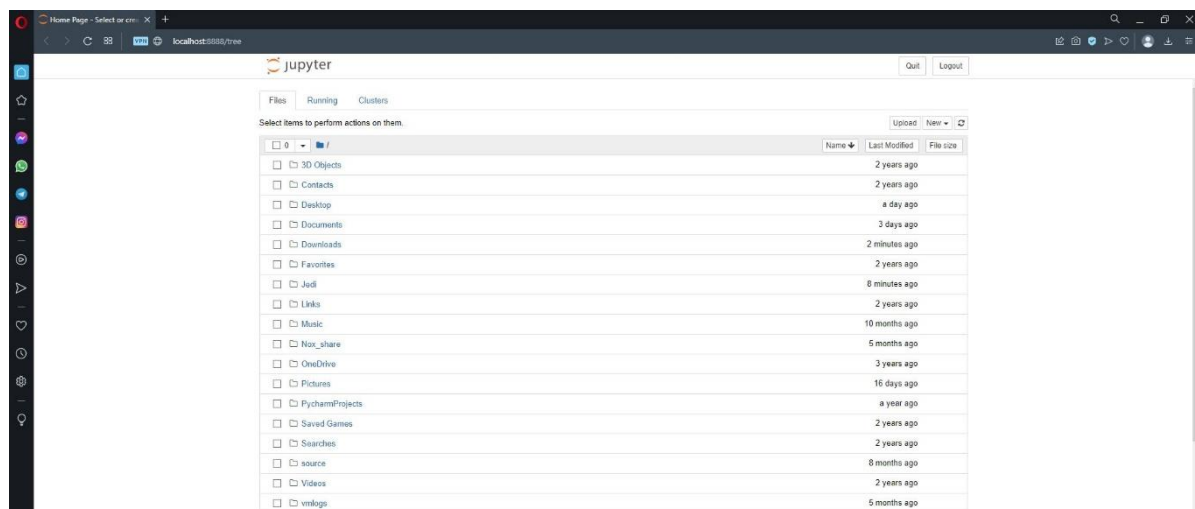 Home Page - Select or cre
VPN localhost:8888/tree
jupyter
Quit Logout
Files Running Clusters
Select items to perform actions on them.
Upload New
0 /
Name Last Modified File size
3D Objects 2 years ago
Contacts 2 years ago
Desktop a day ago
Documents 3 days ago
Downloads 2 minutes ago
Favorites 2 years ago
Jedi 8 minutes ago
Links 2 years ago
Music 10 months ago
Nox_share 5 months ago
OneDrive 3 years ago
Pictures 16 days ago
PycharmProjects a year ago
Saved Games 2 years ago
Searches 2 years ago
source 8 months ago
Videos 2 years ago
vmlogs 5 months ago